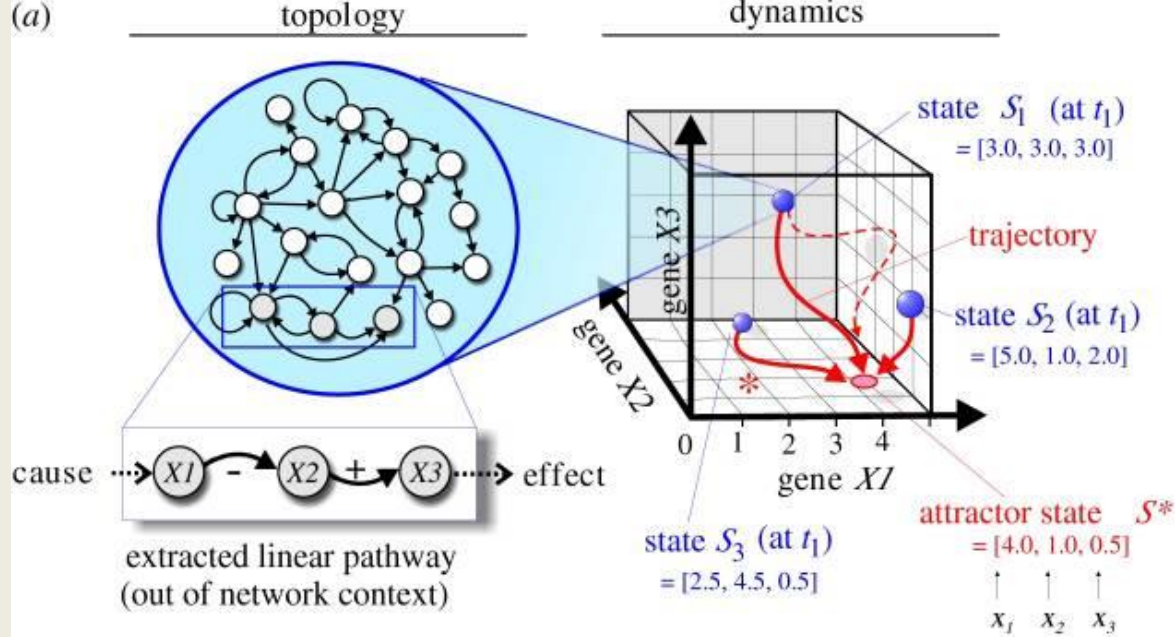 (a)
topology
dynamics
state S₁ (at t₁)
= [3.0, 3.0, 3.0]
gene X3
trajectory
state S₂ (at t₁)
= [5.0, 1.0, 2.0]
gene X2
*
0 1 2 3 4
gene X1
cause X1 - X2 + X3 effect
extracted linear pathway
(out of network context)
state S₃ (at t₁)
= [2.5, 4.5, 0.5]
attractor state S*
= [4.0, 1.0, 0.5]
x₁ x₂ x₃